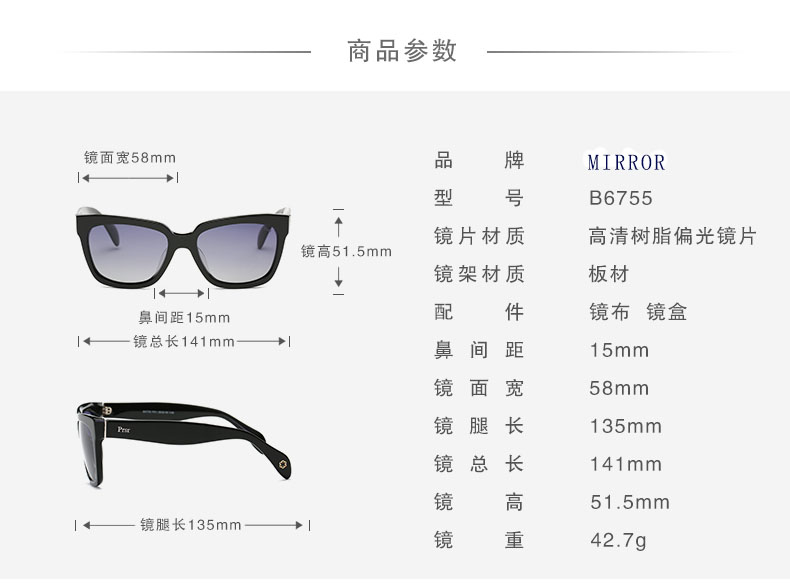 商品参数
镜面宽58mm
镜高51.5mm
鼻间距15mm
镜总长141mm
Pror
镜腿长135mm
品牌 MIRROR
型号 B6755
镜片材质 高清树脂偏光镜片
镜架材质 板材
配件 镜布 镜盒
鼻间距 15mm
镜面宽 58mm
镜腿长 135mm
镜总长 141mm
镜高 51.5mm
镜重 42.7g